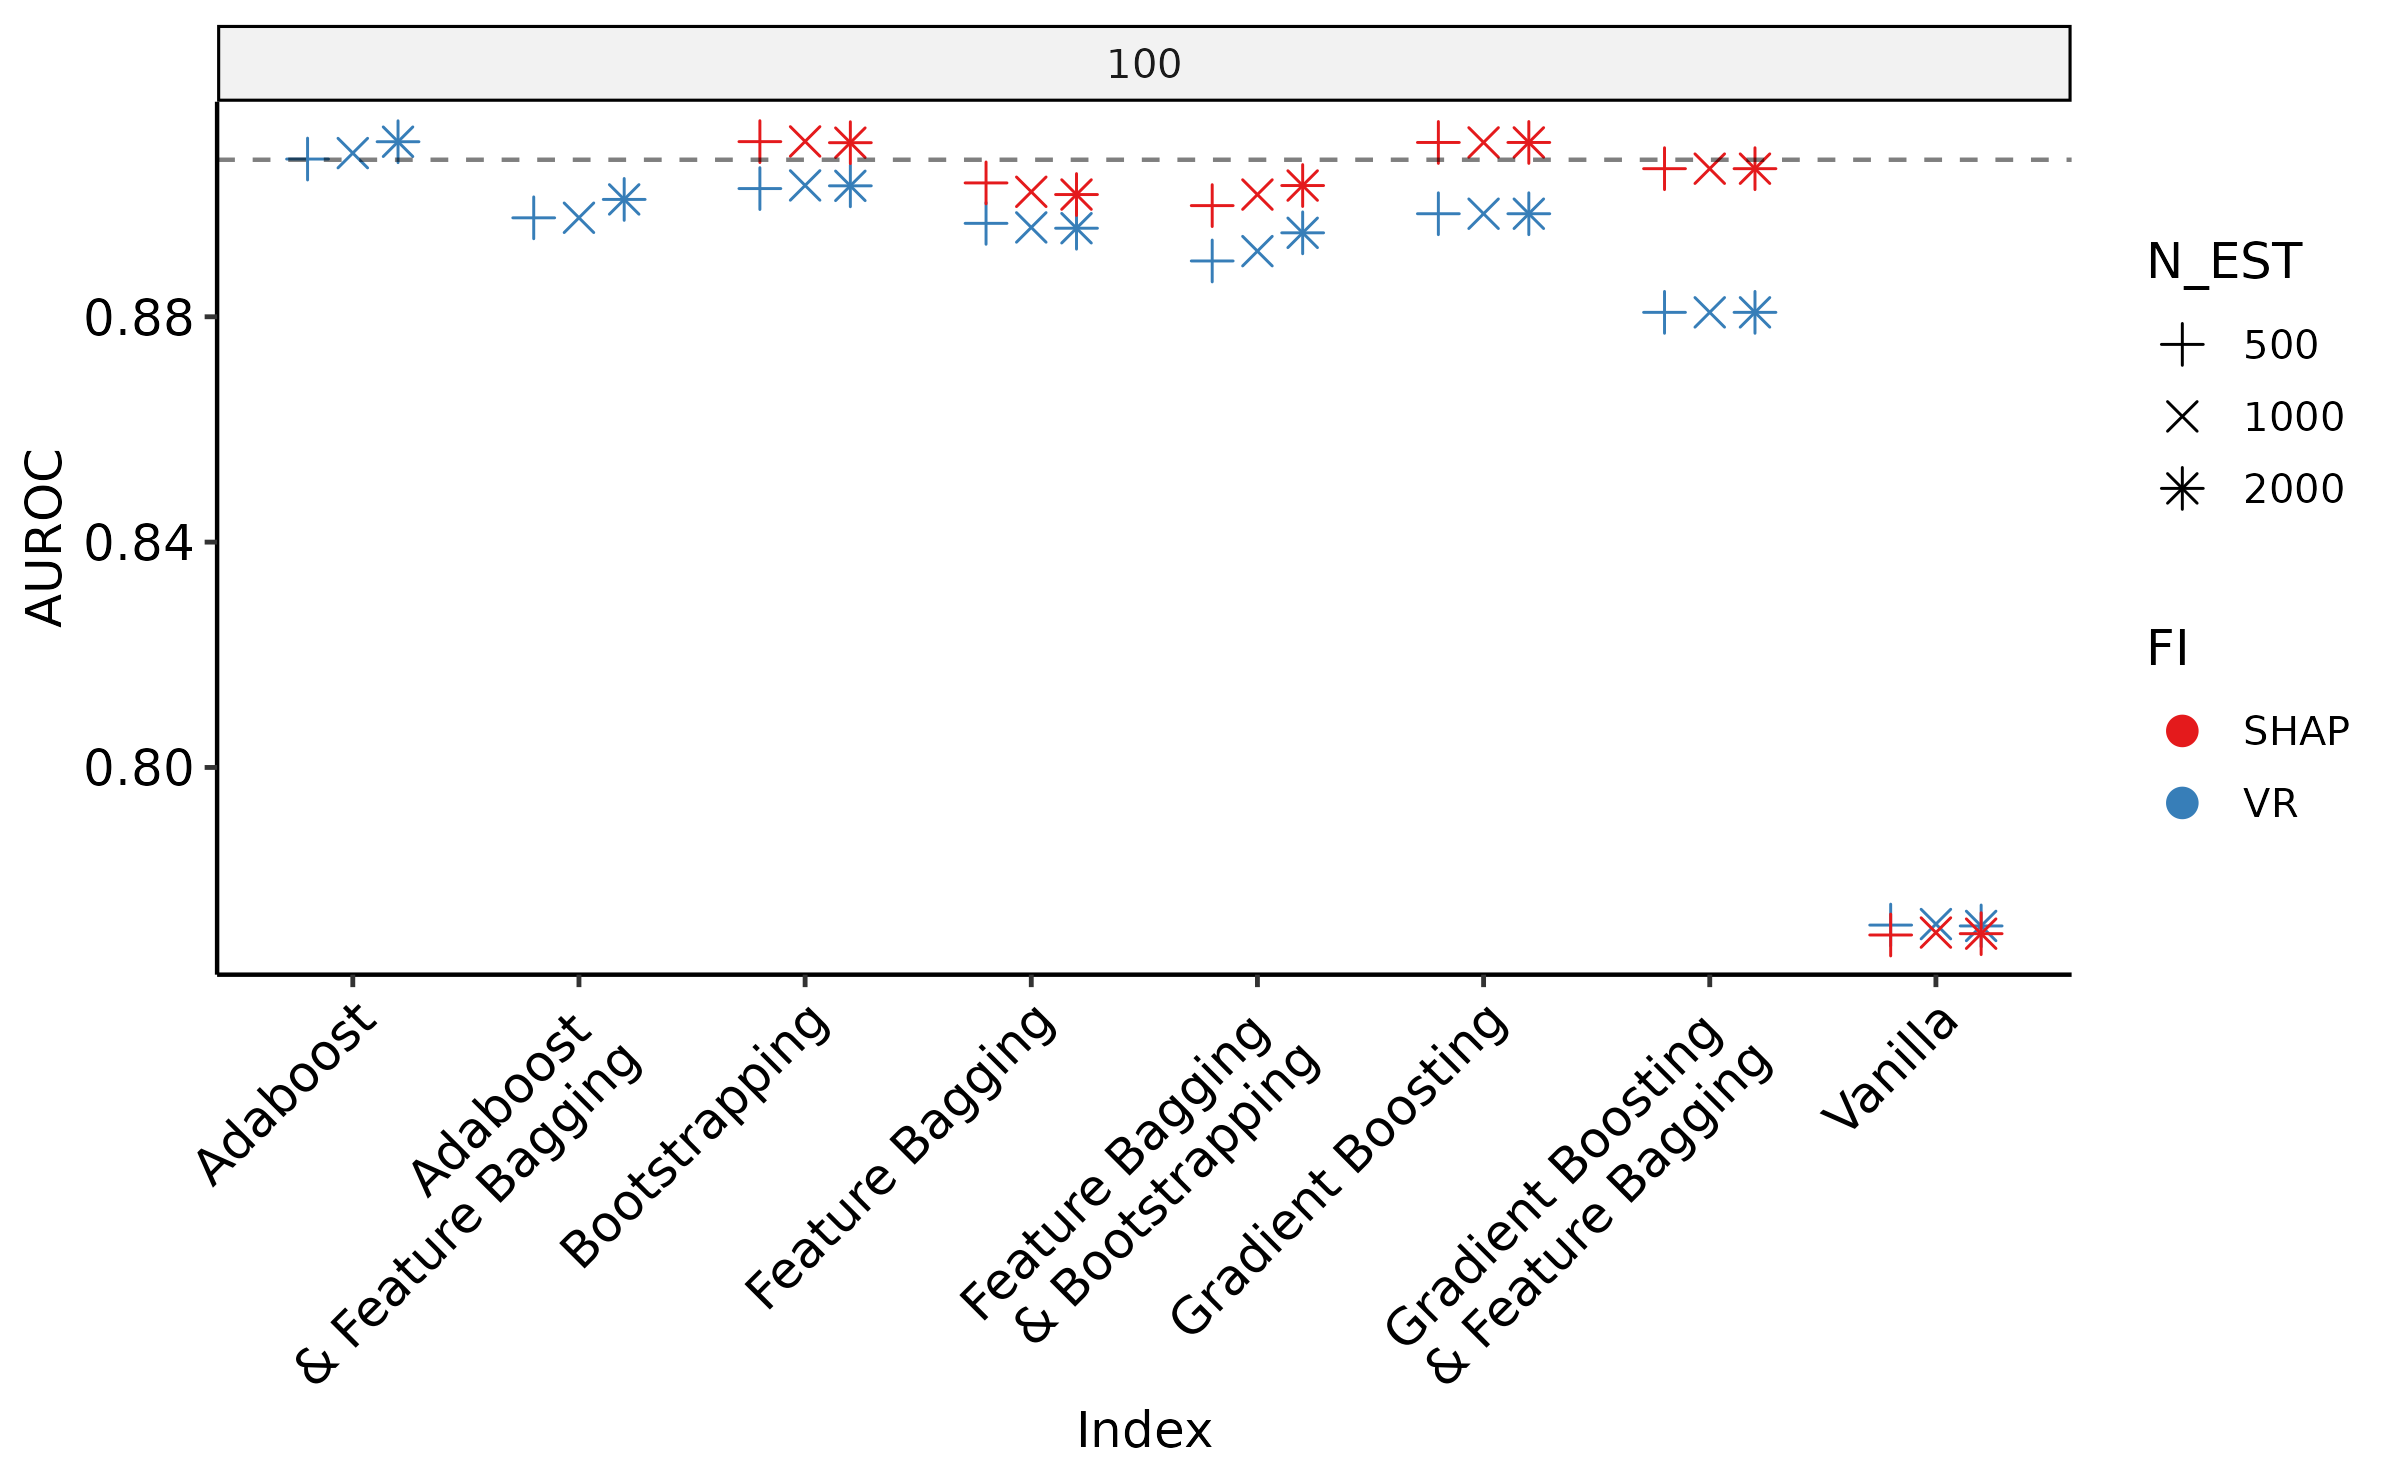 100
0.88
0.84
0.80
AUROC
Adaboost
Adaboost
& Feature Bagging
Bootstrapping
Feature Bagging
Feature Bagging
& Bootstrapping
Gradient Boosting
Gradient Boosting
& Feature Bagging
Vanilla
Index
N_EST
500
1000
2000
FI
SHAP
VR